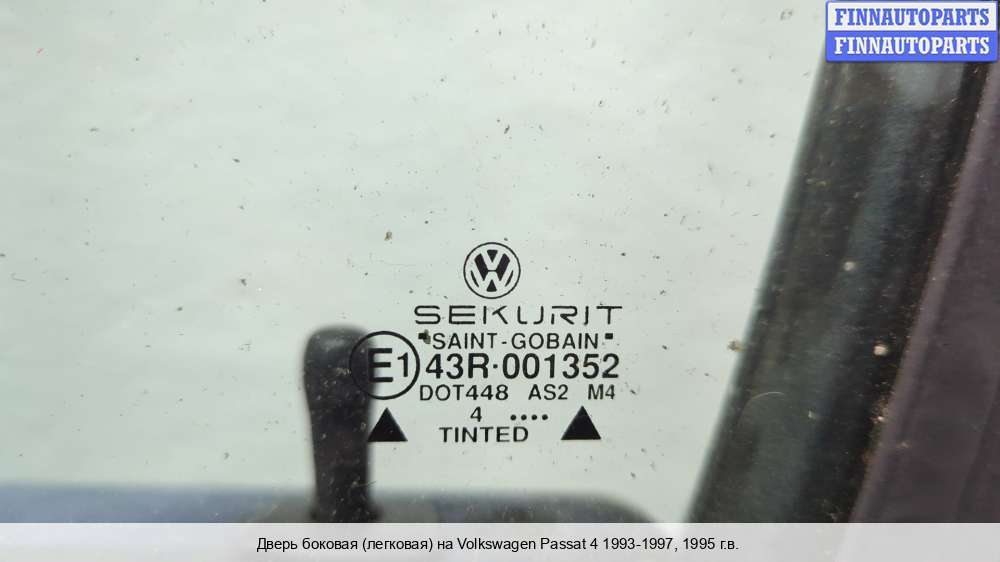 FINNAUTOPARTS
FINNAUTOPARTS
SEKURIT
"SAINT-GOBAIN"
E1 43R·001352
DOT448 AS2 M4
4 ....
TINTED
Дверь боковая (легковая) на Volkswagen Passat 4 1993-1997, 1995 г.в.